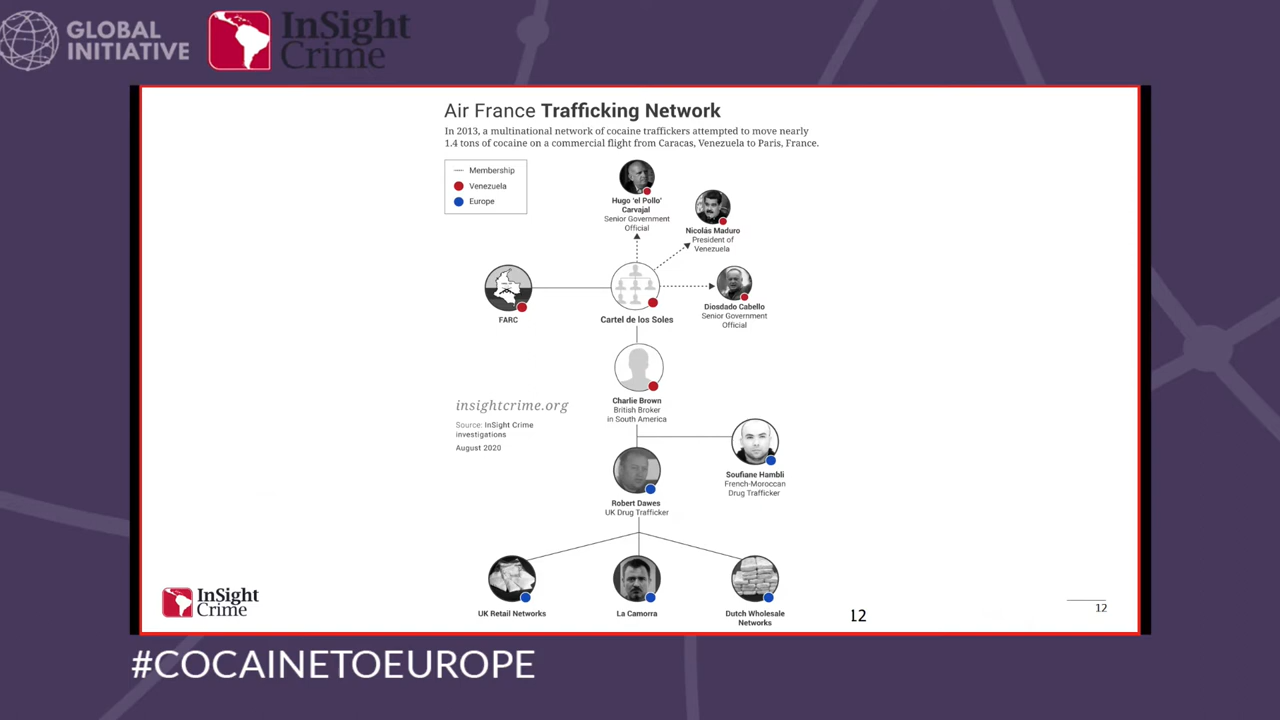 GLOBAL
INITIATIVE
InSight
Crime
Air France Trafficking Network
In 2013, a multinational network of cocaine traffickers attempted to move nearly
1.4 tons of cocaine on a commercial flight from Caracas, Venezuela to Paris, France.
Membership
Venezuela
Europe
Hugo 'el Pollo'
Carvajal
Senior Government
Official
Nicolás Maduro
President of
Venezuela
FARC
Cartel de los Soles
Diosdado Cabello
Senior Government
Official
Charlie Brown
British Broker
in South America
insightcrime.org
Source: InSight Crime
investigations
August 2020
Soufiane Hambli
French-Moroccan
Drug Trafficker
Robert Dawes
UK Drug Trafficker
UK Retail Networks
La Camorra
Dutch Wholesale
Networks
InSight
Crime
12
12
#COCAINETOEUROPE